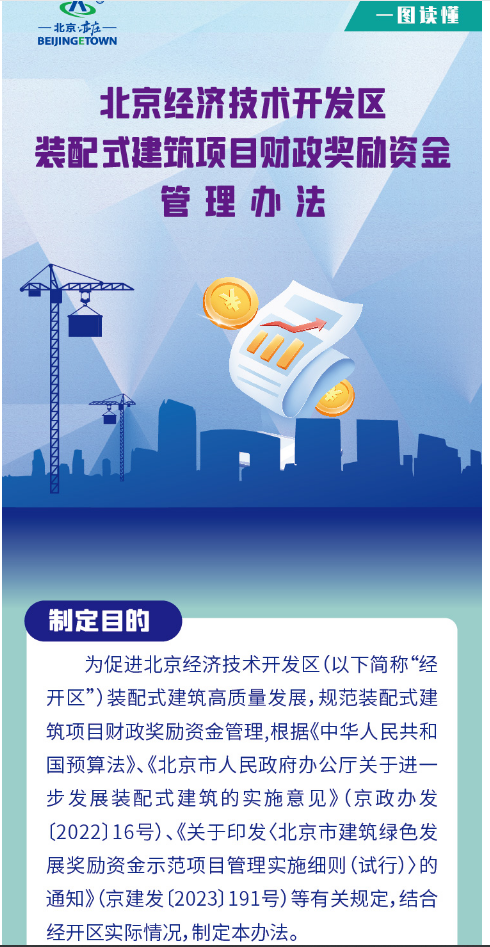 一图读懂
北京·亦庄
BEIJINGETOWN
北京经济技术开发区
装配式建筑项目财政奖励资金
管理办法
制定目的
为促进北京经济技术开发区(以下简称“经
开区”)装配式建筑高质量发展,规范装配式建
筑项目财政奖励资金管理,根据《中华人民共和
国预算法》、《北京市人民政府办公厅关于进一
步发展装配式建筑的实施意见》(京政办发
〔2022〕16号)、《关于印发〈北京市建筑绿色发
展奖励资金示范项目管理实施细则(试行)〉的
通知》(京建发〔2023〕191号)等有关规定,结合
经开区实际情况,制定本办法。